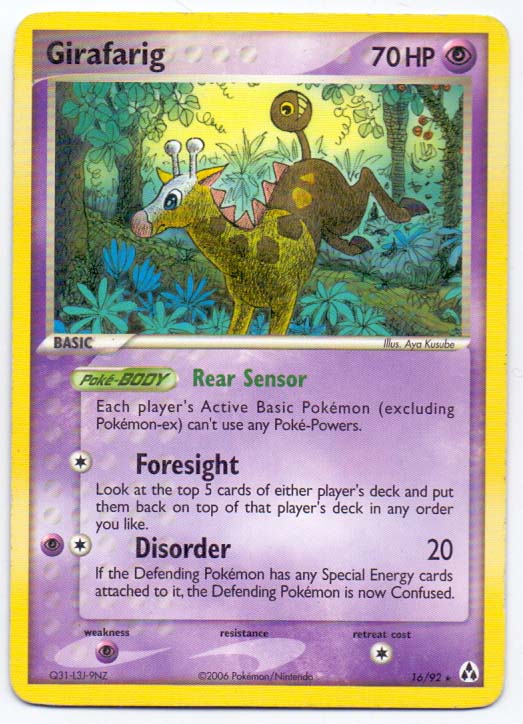 Girafarig 70 HP
BASIC Illus. Aya Kusube
Poké-BODY Rear Sensor
Each player's Active Basic Pokémon (excluding
Pokémon-ex) can't use any Poké-Powers.
Foresight
Look at the top 5 cards of either player's deck and put
them back on top of that player's deck in any order
you like.
Disorder 20
If the Defending Pokémon has any Special Energy cards
attached to it, the Defending Pokémon is now Confused.
weakness resistance retreat cost
Q31-L3J-9NZ ©2006 Pokémon/Nintendo 16/92 ★